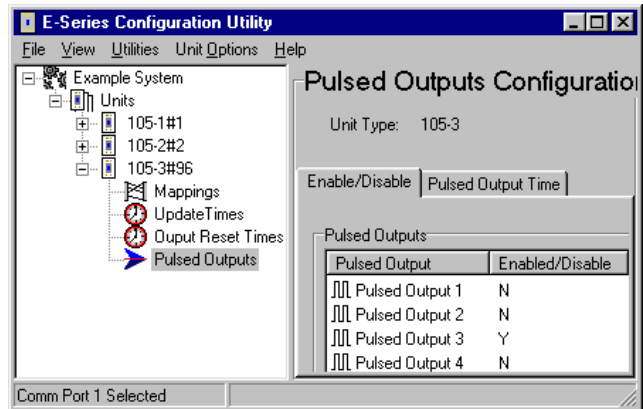 E-Series Configuration Utility
File View Utilities Unit Options Help
Example System
Units
105-1#1
105-2#2
105-3#96
Mappings
UpdateTimes
Ouput Reset Times
Pulsed Outputs
Pulsed Outputs Configuratio
Unit Type: 105-3
Enable/Disable Pulsed Output Time
Pulsed Outputs
Pulsed Output Enabled/Disable
Pulsed Output 1 N
Pulsed Output 2 N
Pulsed Output 3 Y
Pulsed Output 4 N
Comm Port 1 Selected